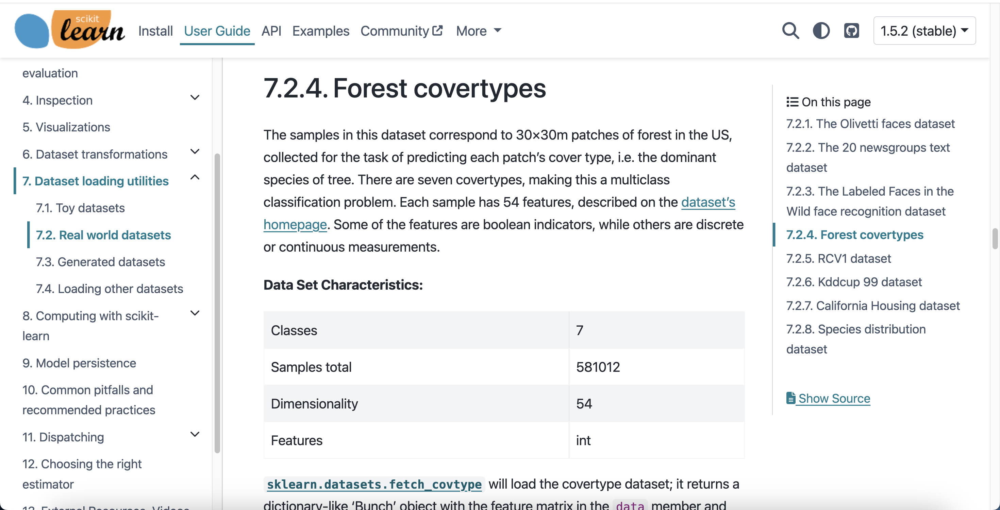 scikit
learn
Install
User Guide
API
Examples
Community
More
1.5.2 (stable)
evaluation
4. Inspection
5. Visualizations
6. Dataset transformations
7. Dataset loading utilities
7.1. Toy datasets
7.2. Real world datasets
7.3. Generated datasets
7.4. Loading other datasets
8. Computing with scikit-
learn
9. Model persistence
10. Common pitfalls and
recommended practices
11. Dispatching
12. Choosing the right
estimator
13. External Resources, Videos
7.2.4. Forest covertypes
The samples in this dataset correspond to 30×30m patches of forest in the US,
collected for the task of predicting each patch’s cover type, i.e. the dominant
species of tree. There are seven covertypes, making this a multiclass
classification problem. Each sample has 54 features, described on the dataset’s
homepage. Some of the features are boolean indicators, while others are discrete
or continuous measurements.
Data Set Characteristics:
Classes 7
Samples total 581012
Dimensionality 54
Features int
sklearn.datasets.fetch_covtype will load the covertype dataset; it returns a
dictionary-like ‘Bunch’ object with the feature matrix in the data member and
On this page
7.2.1. The Olivetti faces dataset
7.2.2. The 20 newsgroups text
dataset
7.2.3. The Labeled Faces in the
Wild face recognition dataset
7.2.4. Forest covertypes
7.2.5. RCV1 dataset
7.2.6. Kddcup 99 dataset
7.2.7. California Housing dataset
7.2.8. Species distribution
dataset
Show Source